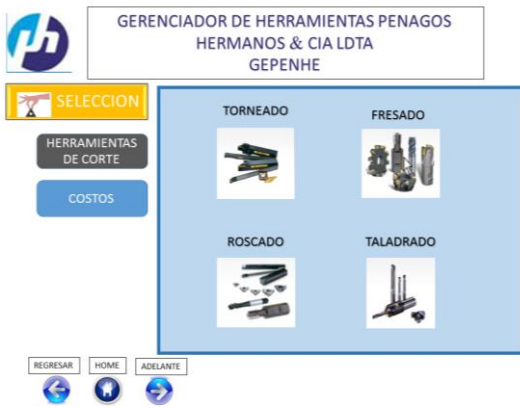 GERENCIADOR DE HERRAMIENTAS PENAGOS
HERMANOS & CIA LDTA
GEPENHE
SELECCION
HERRAMIENTAS
DE CORTE
COSTOS
TORNEADO
FRESADO
ROSCADO
TALADRADO
REGRESAR
HOME
ADELANTE